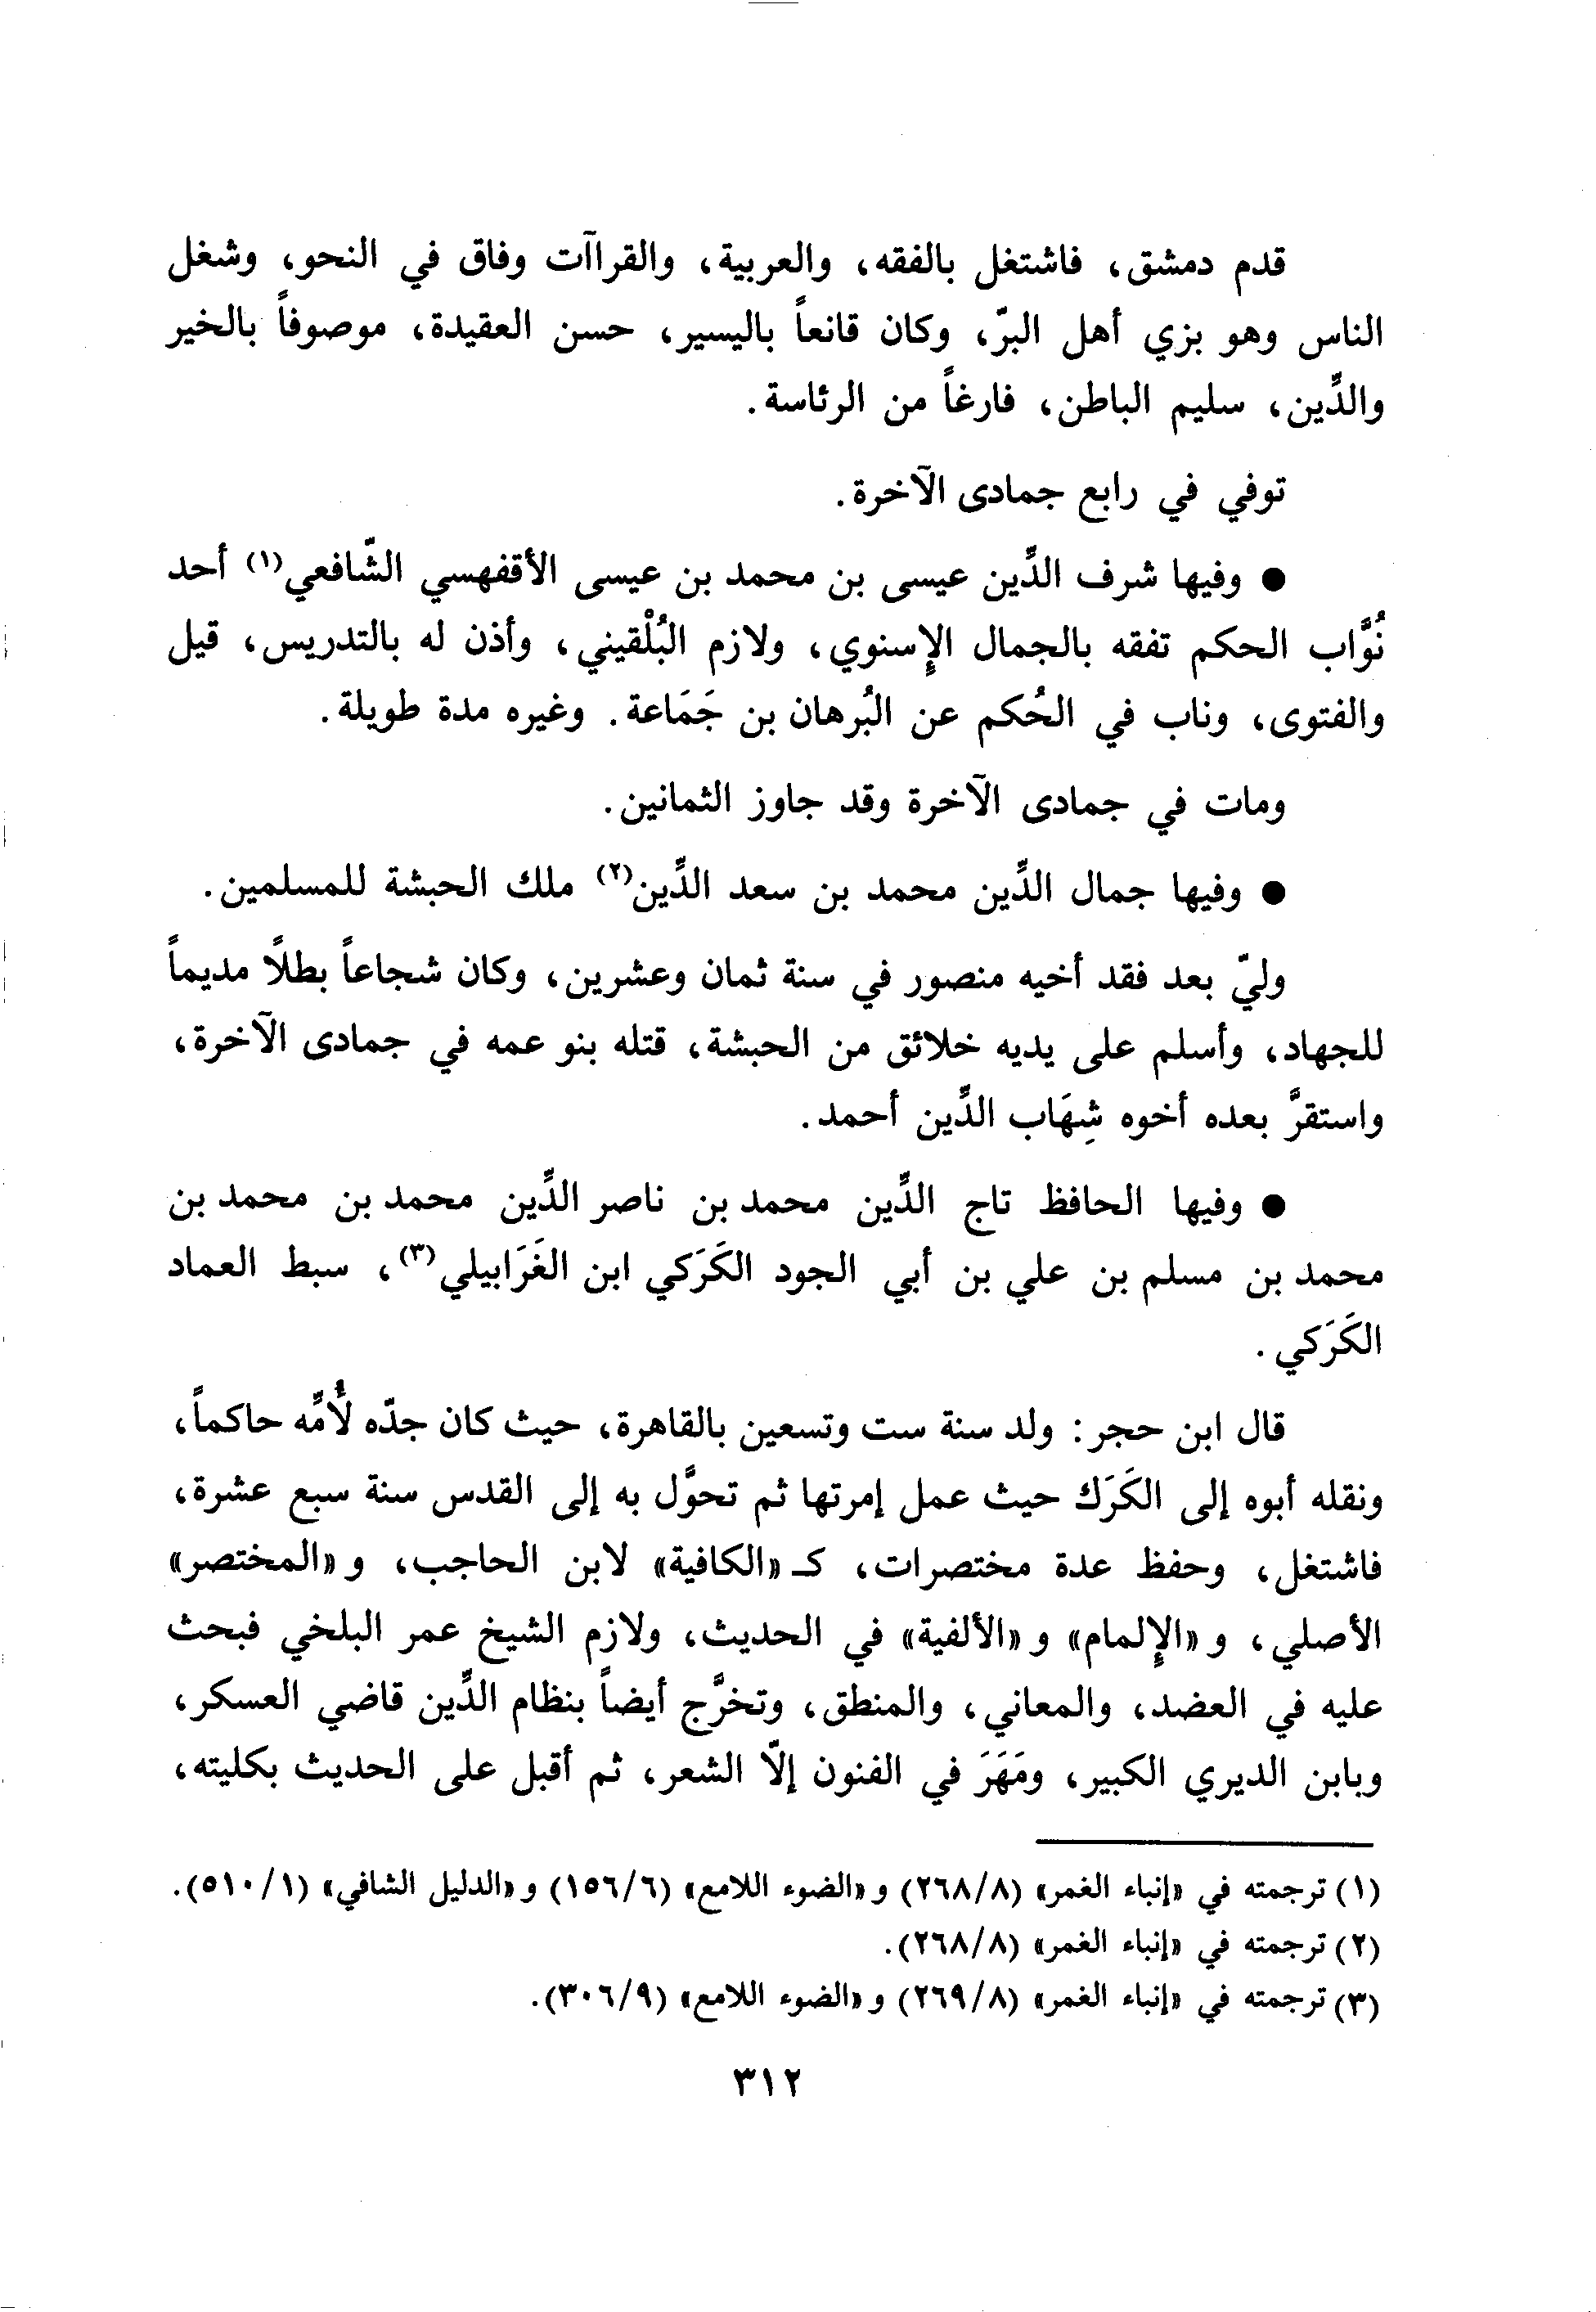 قدم دمشق، فاشتغل بالفقه، والعربية، والقراآت وفاق في النحو، وشغل
الناس وهو بزي أهل البرّ، وكان قانعاً باليسير، حسن العقيدة، موصوفاً بالخير
والدِّين، سليم الباطن، فارغاً من الرئاسة.
توفي في رابع جمادى الآخرة.
● وفيها شرف الدِّين عيسى بن محمد بن عيسى الأقفهسي الشّافعي(١) أحد
نُوَّاب الحكم تفقه بالجمال الإسنوي، ولازم البُلْقيني، وأذن له بالتدريس، قيل
والفتوى، وناب في الحُكم عن البُرهان بن جَمَاعة. وغيره مدة طويلة.
ومات في جمادى الآخرة وقد جاوز الثمانين.
● وفيها جمال الدِّين محمد بن سعد الدِّين(٢) ملك الحبشة للمسلمين.
وليّ بعد فقد أخيه منصور في سنة ثمان وعشرين، وكان شجاعاً بطلاً مديماً
للجهاد، وأسلم على يديه خلائق من الحبشة، قتله بنو عمه في جمادى الآخرة،
واستقرَّ بعده أخوه شِهَاب الدِّين أحمد.
● وفيها الحافظ تاج الدِّين محمد بن ناصر الدِّين محمد بن محمد بن
محمد بن مسلم بن علي بن أبي الجود الكَرَكي ابن الغَرَابيلي(٣)، سبط العماد
الكَرَكي.
قال ابن حجر: ولد سنة ست وتسعين بالقاهرة، حيث كان جدّه لأُمِّه حاكماً،
ونقله أبوه إلى الكَرَك حيث عمل إمرتها ثم تحوَّل به إلى القدس سنة سبع عشرة،
فاشتغل، وحفظ عدة مختصرات، كـ «الكافية» لابن الحاجب، و «المختصر»
الأصلي، و «الإلمام» و «الألفية» في الحديث، ولازم الشيخ عمر البلخي فبحث
عليه في العضد، والمعاني، والمنطق، وتخرَّج أيضاً بنظام الدِّين قاضي العسكر،
وبابن الديري الكبير، ومَهَرَ في الفنون إلّا الشعر، ثم أقبل على الحديث بكليته،
(١) ترجمته في «إنباء الغمر» (٢٦٨/٨) و «الضوء اللامع» (١٥٦/٦) و «الدليل الشافي» (٥١٠/١).
(٢) ترجمته في «إنباء الغمر» (٢٦٨/٨).
(٣) ترجمته في «إنباء الغمر» (٢٦٩/٨) و «الضوء اللامع» (٣٠٦/٩).
٣١٢